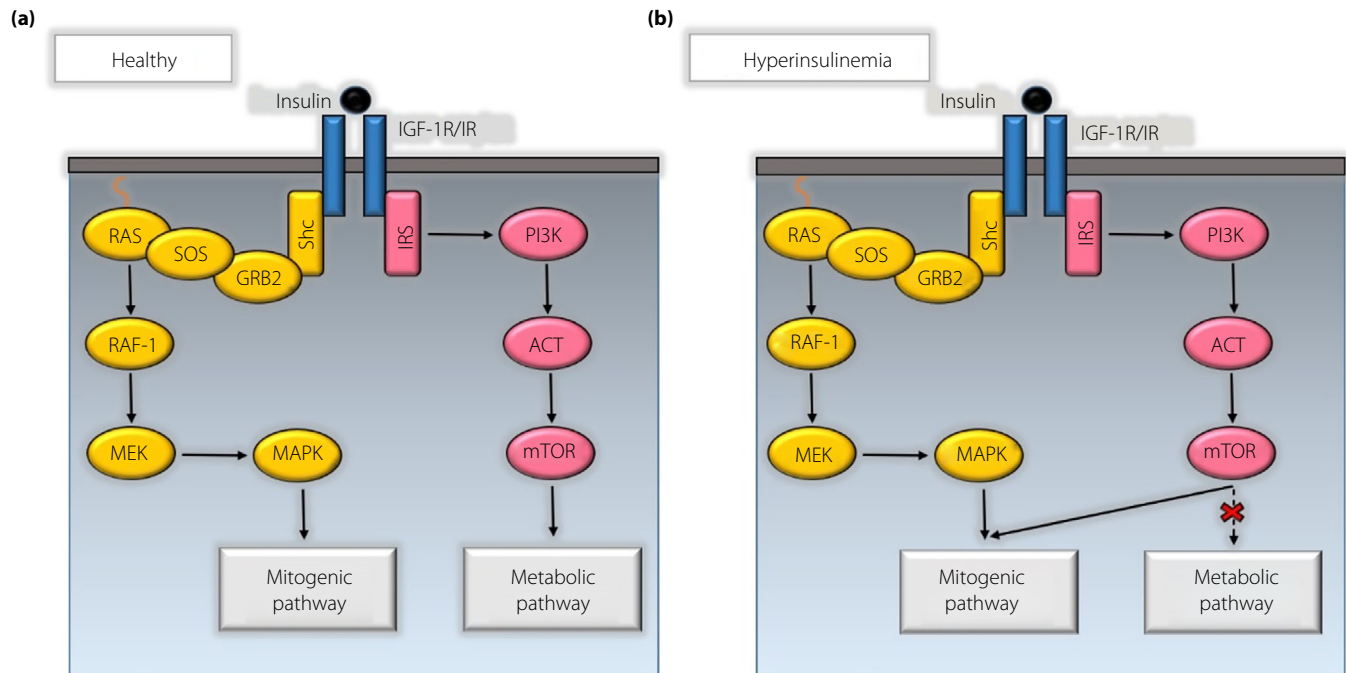 (a)
Healthy
Insulin
IGF-1R/IR
RAS
SOS
GRB2
Shc
IRS
PI3K
RAF-1
ACT
MEK
MAPK
mTOR
Mitogenic
pathway
Metabolic
pathway
(b)
Hyperinsulinemia
Insulin
IGF-1R/IR
RAS
SOS
GRB2
Shc
IRS
PI3K
RAF-1
ACT
MEK
MAPK
mTOR
Mitogenic
pathway
Metabolic
pathway